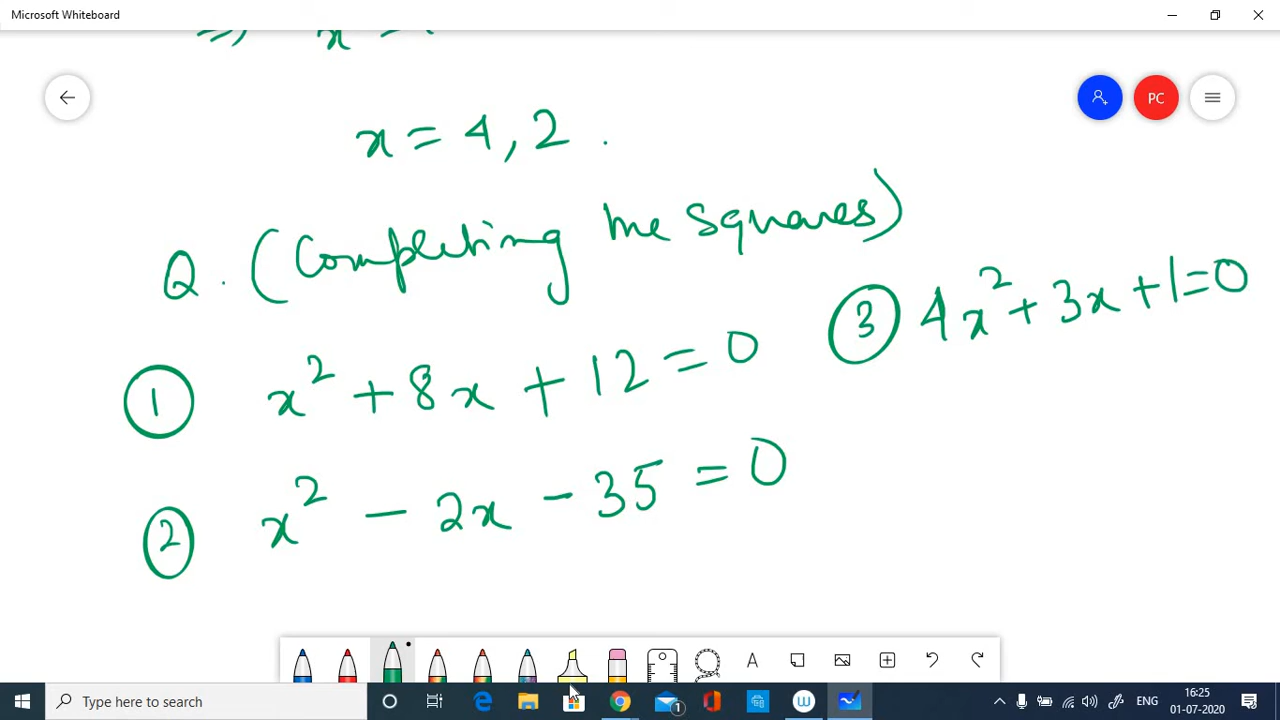 Microsoft Whiteboard
PC
x = 4, 2 .
Q. (Completing the squares)
① x² + 8x + 12 = 0
② x² - 2x - 35 = 0
③ 4x² + 3x + 1 = 0
A
Type here to search
1
W
ENG
16:25
01-07-2020